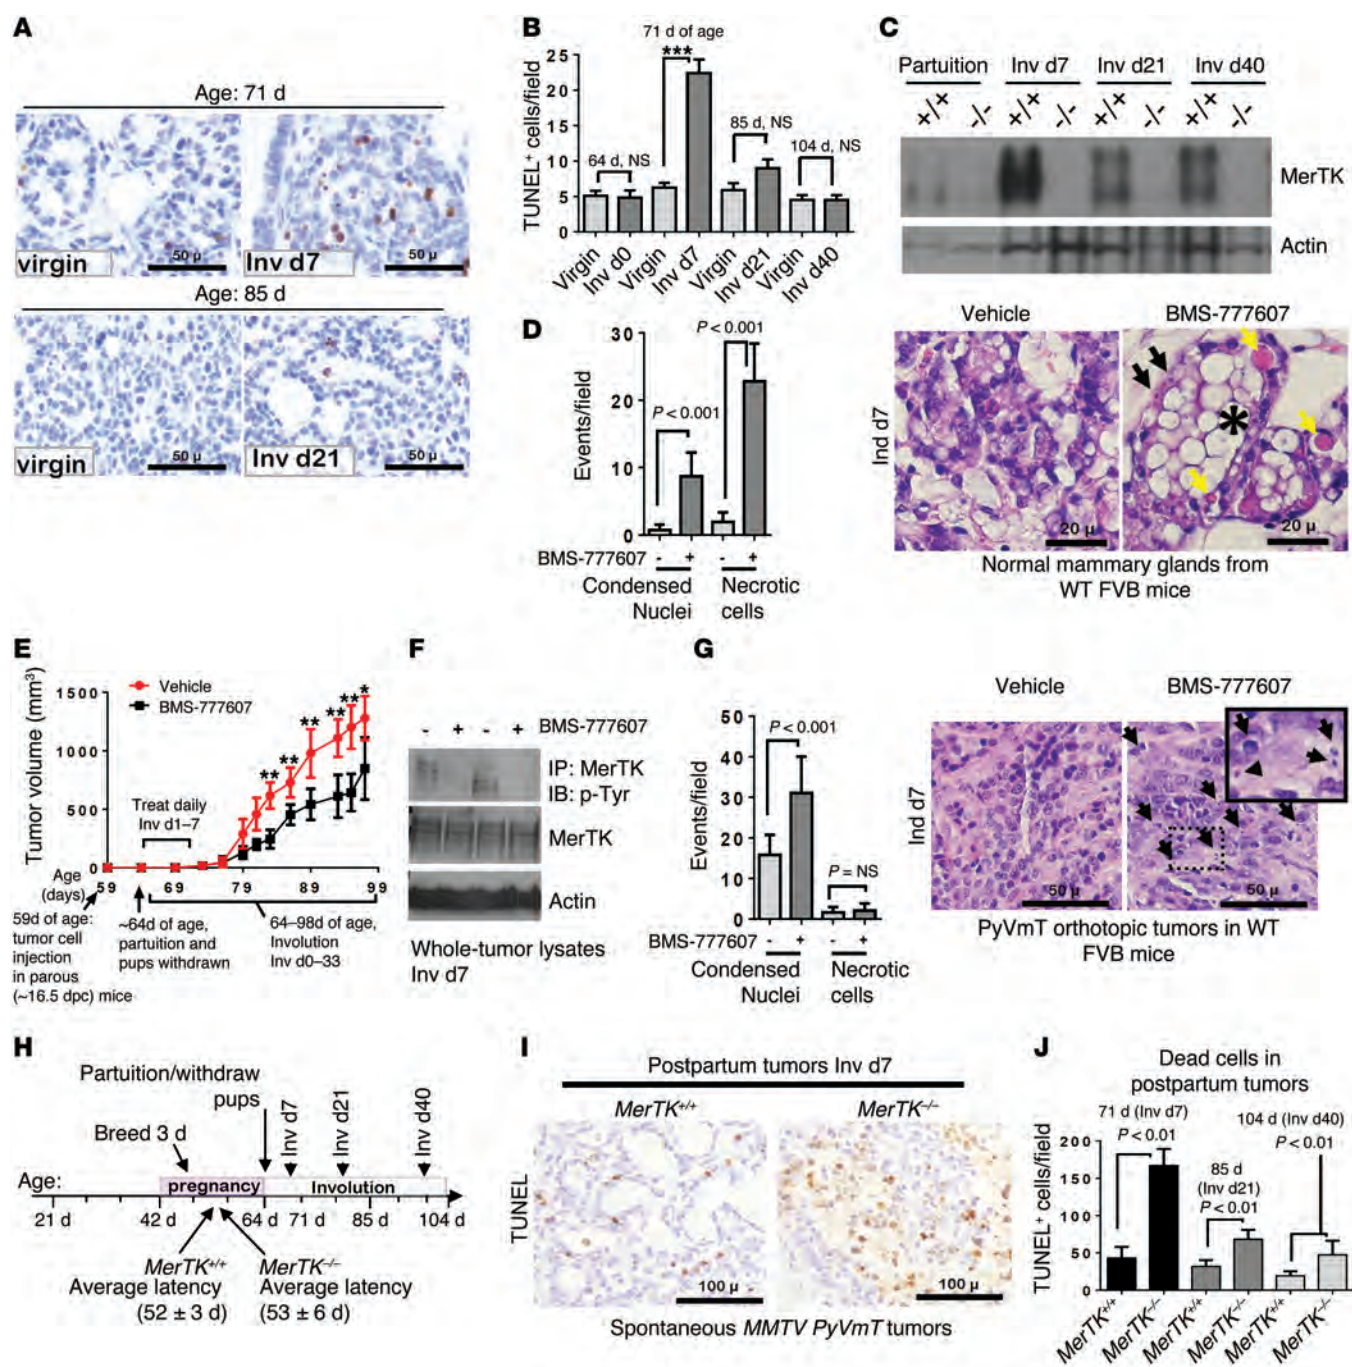 A
Age: 71 d
virgin
50 µ
Inv d7
50 µ
Age: 85 d
virgin
50 µ
Inv d21
50 µ
B
71 d of age
***
TUNEL+ cells/field
25
20
15
10
5
0
64 d, NS
85 d, NS
104 d, NS
Virgin
Inv d0
Virgin
Inv d7
Virgin
Inv d21
Virgin
Inv d40
C
Partuition
Inv d7
Inv d21
Inv d40
+/+
-/-
+/+
-/-
+/+
-/-
+/+
-/-
MerTK
Actin
D
Events/field
30
20
10
0
P < 0.001
P < 0.001
BMS-777607
- + - +
Condensed
Nuclei
Necrotic
cells
Vehicle
BMS-777607
Ind d7
*
20 µ
20 µ
Normal mammary glands from
WT FVB mice
E
Tumor volume (mm3)
1500
1000
500
0
Vehicle
BMS-777607
** ** ** ** ** *
Treat daily
Inv d1–7
Age
(days)
59 69 79 89 99
59d of age:
tumor cell
injection
in parous
(~16.5 dpc) mice
~64d of age,
partuition and
pups withdrawn
64–98d of age,
Involution
Inv d0–33
F
- + - +
BMS-777607
IP: MerTK
IB: p-Tyr
MerTK
Actin
Whole-tumor lysates
Inv d7
G
Events/field
50
40
30
20
10
0
P < 0.001
P = NS
BMS-777607
- + - +
Condensed
Nuclei
Necrotic
cells
Vehicle
BMS-777607
Ind d7
50 µ
50 µ
PyVmT orthotopic tumors in WT
FVB mice
H
Partuition/withdraw
pups
Breed 3 d
Inv d7
Inv d21
Inv d40
Age:
pregnancy
Involution
21 d 42 d 64 d 71 d 85 d 104 d
MerTK+/+
Average latency
(52 ± 3 d)
MerTK–/–
Average latency
(53 ± 6 d)
I
Postpartum tumors Inv d7
MerTK+/+
MerTK–/–
TUNEL
100 µ
100 µ
Spontaneous MMTV PyVmT tumors
J
Dead cells in
postpartum tumors
71 d (Inv d7)
P < 0.01
85 d
(Inv d21)
P < 0.01
104 d (Inv d40)
P < 0.01
TUNEL+ cells/field
200
150
100
50
0
MerTK+/+
MerTK–/–
MerTK+/+
MerTK–/–
MerTK+/+
MerTK–/–